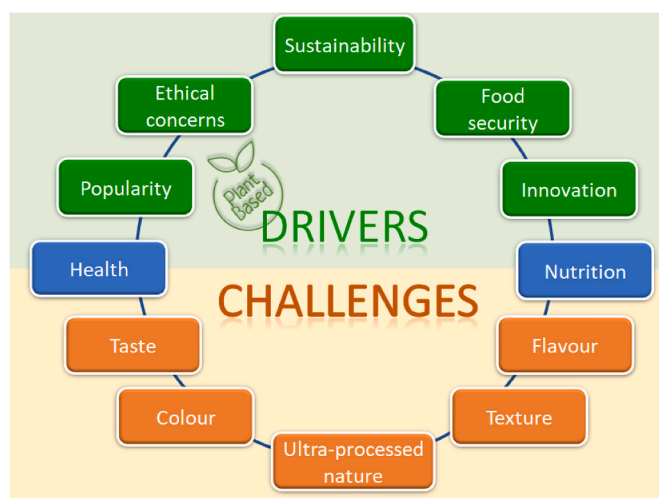 Sustainability
Ethical
concerns
Food
security
Popularity
Plant
Based
Innovation
DRIVERS
Health
Nutrition
CHALLENGES
Taste
Flavour
Colour
Texture
Ultra-processed
nature